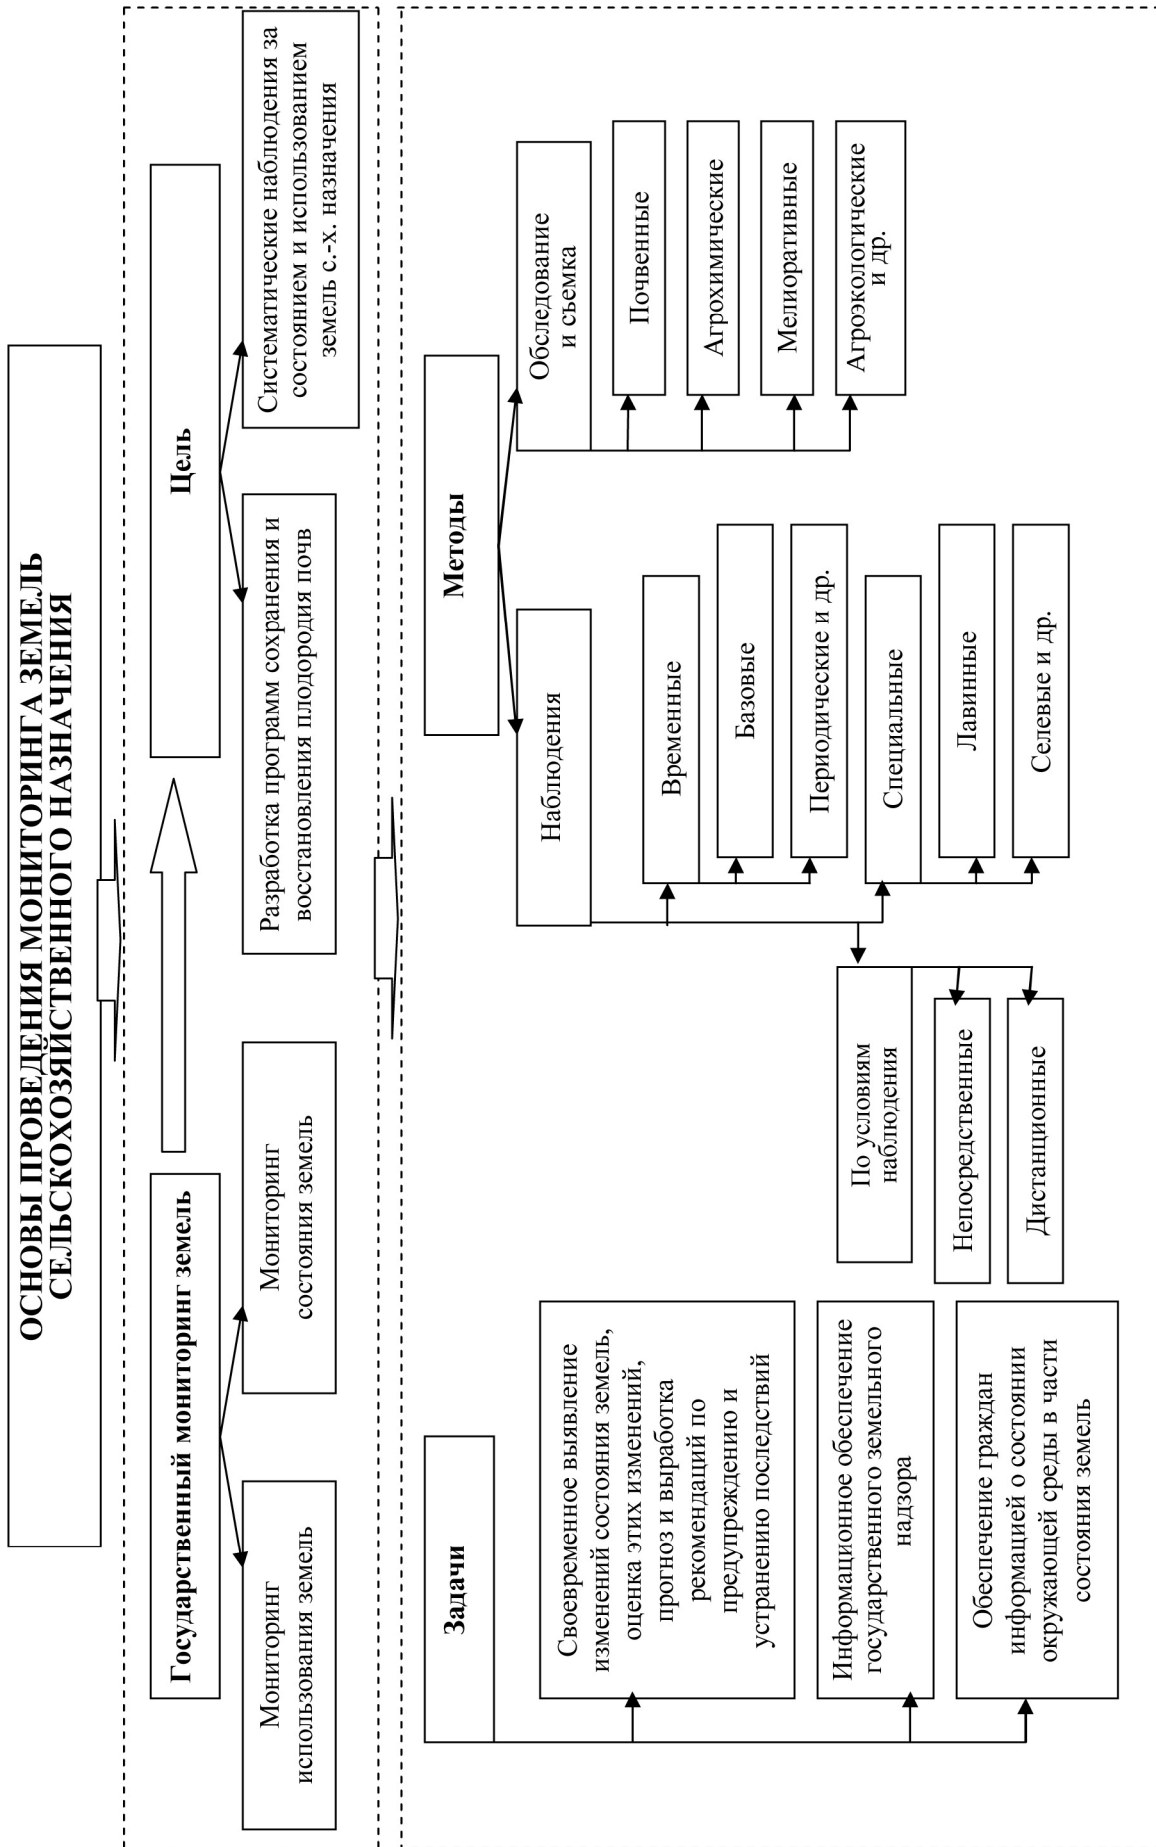 ОСНОВЫ ПРОВЕДЕНИЯ МОНИТОРИНГА ЗЕМЕЛЬ
СЕЛЬСКОХОЗЯЙСТВЕННОГО НАЗНАЧЕНИЯ
Государственный мониторинг земель
Мониторинг
использования земель
Мониторинг
состояния земель
Цель
Разработка программ сохранения и
восстановления плодородия почв
Систематические наблюдения за
состоянием и использованием
земель с.-х. назначения
Задачи
Своевременное выявление
изменений состояния земель,
оценка этих изменений,
прогноз и выработка
рекомендаций по
предупреждению и
устранению последствий
Информационное обеспечение
государственного земельного
надзора
Обеспечение граждан
информацией о состоянии
окружающей среды в части
состояния земель
Методы
Наблюдения
Временные
Базовые
Периодические и др.
Специальные
Лавинные
Селевые и др.
По условиям
наблюдения
Непосредственные
Дистанционные
Обследование
и сьемка
Почвенные
Агрохимические
Мелиоративные
Агроэкологические
и др.